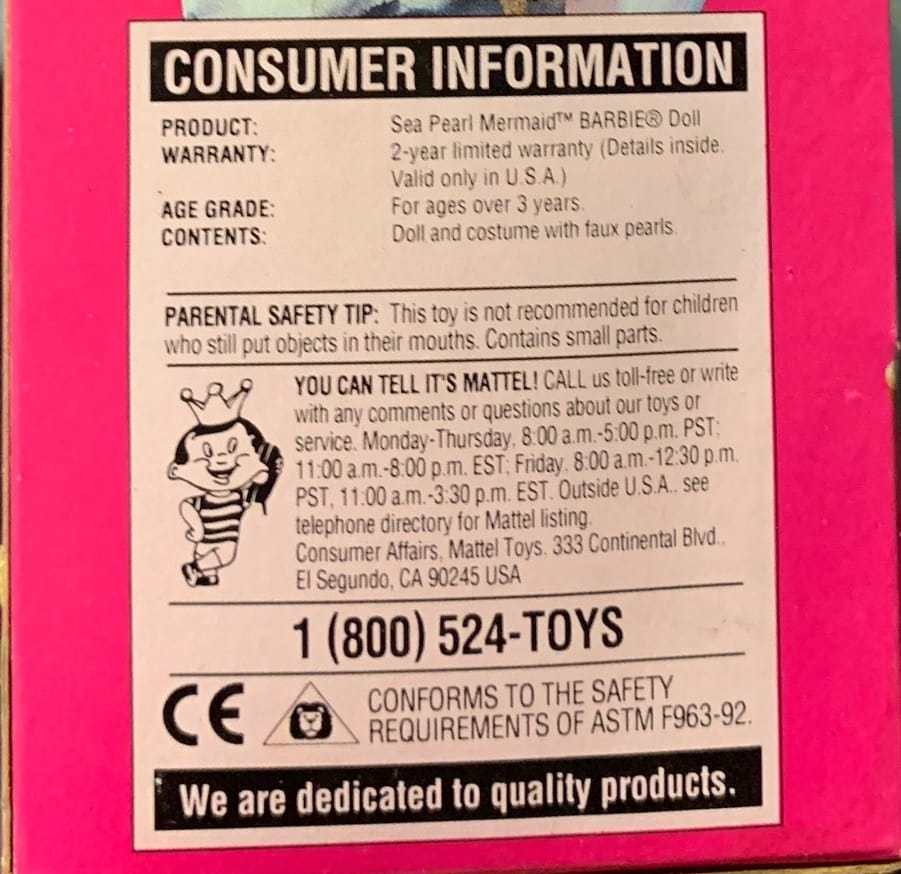 CONSUMER INFORMATION
PRODUCT: Sea Pearl Mermaid™ BARBIE® Doll
WARRANTY: 2-year limited warranty (Details inside.
Valid only in U.S.A.)
AGE GRADE: For ages over 3 years.
CONTENTS: Doll and costume with faux pearls.
PARENTAL SAFETY TIP: This toy is not recommended for children
who still put objects in their mouths. Contains small parts.
YOU CAN TELL IT'S MATTEL! CALL us toll-free or write
with any comments or questions about our toys or
service. Monday-Thursday, 8:00 a.m.-5:00 p.m. PST;
11:00 a.m.-8:00 p.m. EST; Friday, 8:00 a.m.-12:30 p.m.
PST, 11:00 a.m.-3:30 p.m. EST. Outside U.S.A., see
telephone directory for Mattel listing.
Consumer Affairs, Mattel Toys, 333 Continental Blvd.,
El Segundo, CA 90245 USA
1 (800) 524-TOYS
CE
CONFORMS TO THE SAFETY
REQUIREMENTS OF ASTM F963-92.
We are dedicated to quality products.